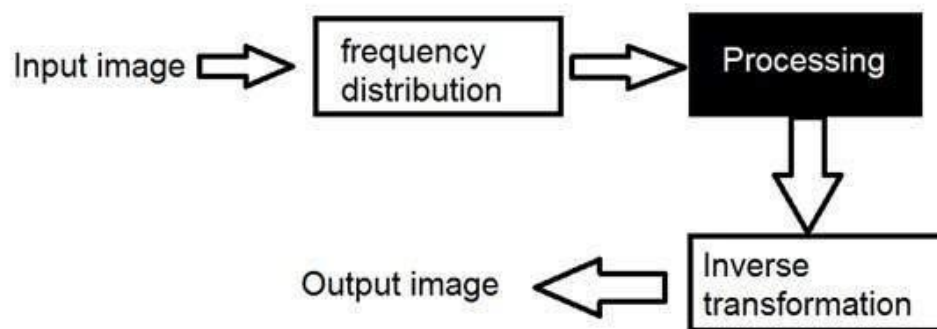 Input image
frequency
distribution
Processing
Inverse
transformation
Output image